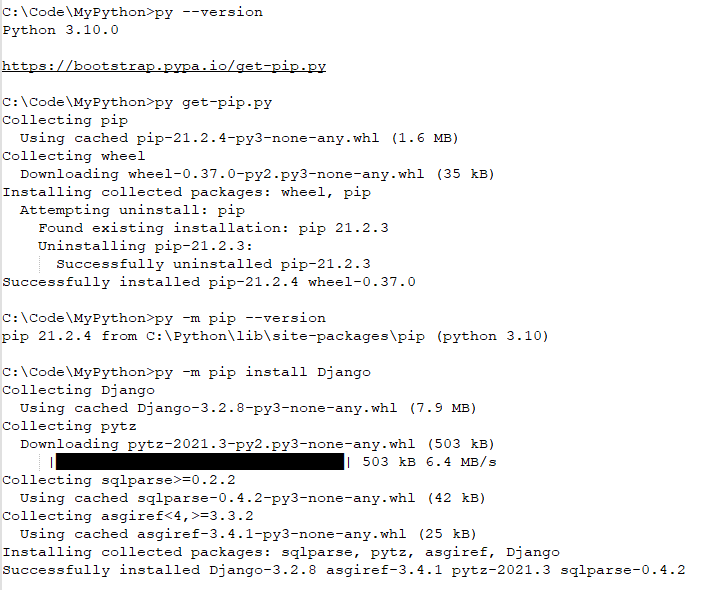 C:\Code\MyPython>py --version
Python 3.10.0
https://bootstrap.pypa.io/get-pip.py
C:\Code\MyPython>py get-pip.py
Collecting pip
  Using cached pip-21.2.4-py3-none-any.whl (1.6 MB)
Collecting wheel
  Downloading wheel-0.37.0-py2.py3-none-any.whl (35 kB)
Installing collected packages: wheel, pip
  Attempting uninstall: pip
    Found existing installation: pip 21.2.3
    Uninstalling pip-21.2.3:
      Successfully uninstalled pip-21.2.3
Successfully installed pip-21.2.4 wheel-0.37.0
C:\Code\MyPython>py -m pip --version
pip 21.2.4 from C:\Python\lib\site-packages\pip (python 3.10)
C:\Code\MyPython>py -m pip install Django
Collecting Django
  Using cached Django-3.2.8-py3-none-any.whl (7.9 MB)
Collecting pytz
  Downloading pytz-2021.3-py2.py3-none-any.whl (503 kB)
     |████████████████████████████████| 503 kB 6.4 MB/s
Collecting sqlparse>=0.2.2
  Using cached sqlparse-0.4.2-py3-none-any.whl (42 kB)
Collecting asgiref<4,>=3.3.2
  Using cached asgiref-3.4.1-py3-none-any.whl (25 kB)
Installing collected packages: sqlparse, pytz, asgiref, Django
Successfully installed Django-3.2.8 asgiref-3.4.1 pytz-2021.3 sqlparse-0.4.2